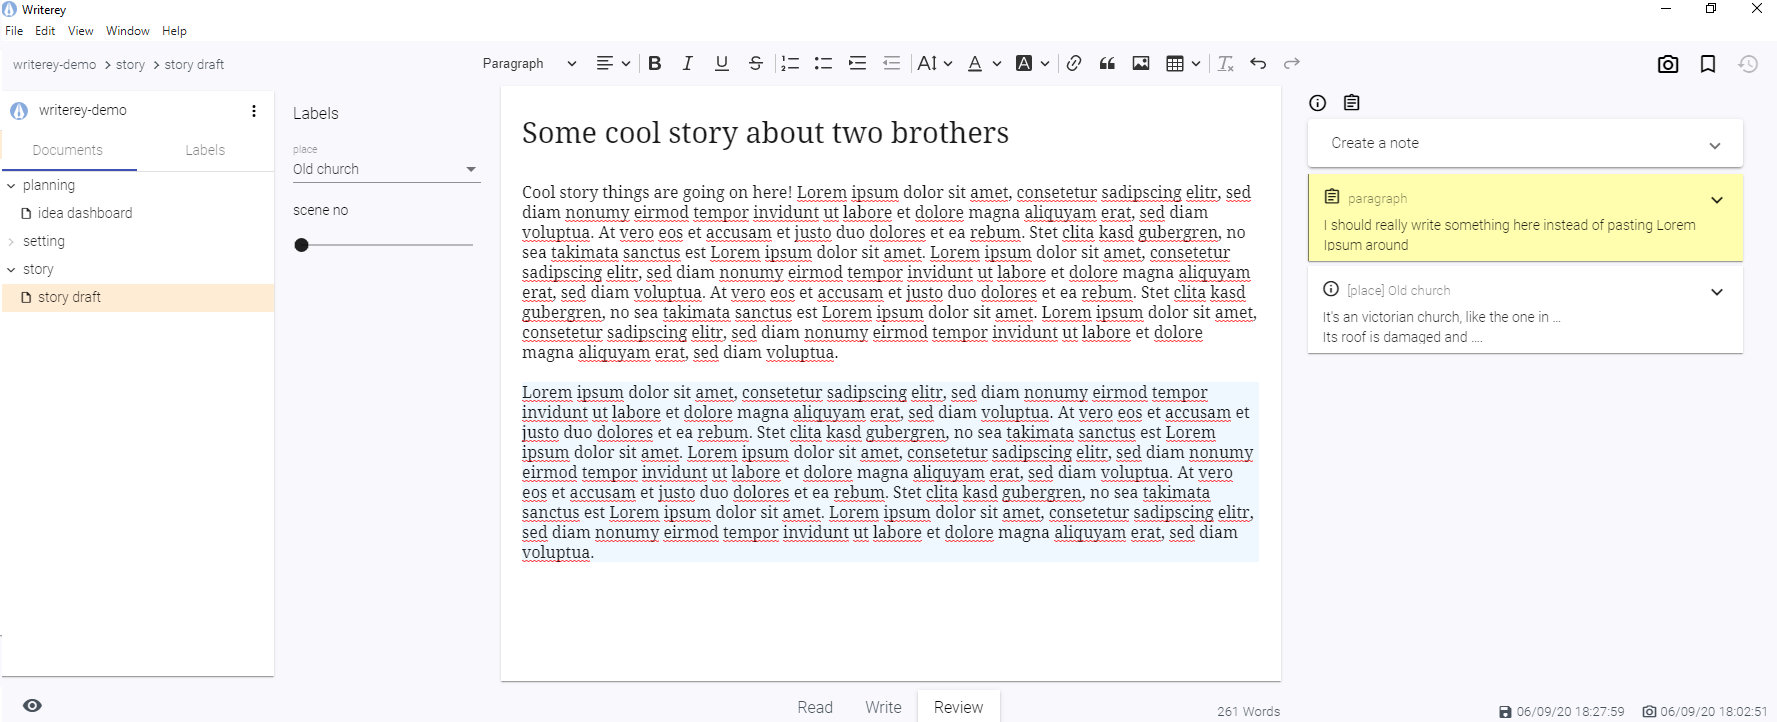 Writerey
File Edit View Window Help
writerey-demo > story > story draft
Paragraph
writerey-demo
Documents Labels
planning
idea dashboard
setting
story
story draft
Labels
place
Old church
scene no
Some cool story about two brothers
Cool story things are going on here! Lorem ipsum dolor sit amet, consetetur sadipscing elitr, sed
diam nonumy eirmod tempor invidunt ut labore et dolore magna aliquyam erat, sed diam
voluptua. At vero eos et accusam et justo duo dolores et ea rebum. Stet clita kasd gubergren, no
sea takimata sanctus est Lorem ipsum dolor sit amet. Lorem ipsum dolor sit amet, consetetur
sadipscing elitr, sed diam nonumy eirmod tempor invidunt ut labore et dolore magna aliquyam
erat, sed diam voluptua. At vero eos et accusam et justo duo dolores et ea rebum. Stet clita kasd
gubergren, no sea takimata sanctus est Lorem ipsum dolor sit amet. Lorem ipsum dolor sit amet,
consetetur sadipscing elitr, sed diam nonumy eirmod tempor invidunt ut labore et dolore
magna aliquyam erat, sed diam voluptua.
Lorem ipsum dolor sit amet, consetetur sadipscing elitr, sed diam nonumy eirmod tempor
invidunt ut labore et dolore magna aliquyam erat, sed diam voluptua. At vero eos et accusam et
justo duo dolores et ea rebum. Stet clita kasd gubergren, no sea takimata sanctus est Lorem
ipsum dolor sit amet. Lorem ipsum dolor sit amet, consetetur sadipscing elitr, sed diam nonumy
eirmod tempor invidunt ut labore et dolore magna aliquyam erat, sed diam voluptua. At vero
eos et accusam et justo duo dolores et ea rebum. Stet clita kasd gubergren, no sea takimata
sanctus est Lorem ipsum dolor sit amet. Lorem ipsum dolor sit amet, consetetur sadipscing elitr,
sed diam nonumy eirmod tempor invidunt ut labore et dolore magna aliquyam erat, sed diam
voluptua.
Create a note
paragraph
I should really write something here instead of pasting Lorem
Ipsum around
[place] Old church
It's an victorian church, like the one in ...
Its roof is damaged and ....
Read Write Review
261 Words
06/09/20 18:27:59 06/09/20 18:02:51